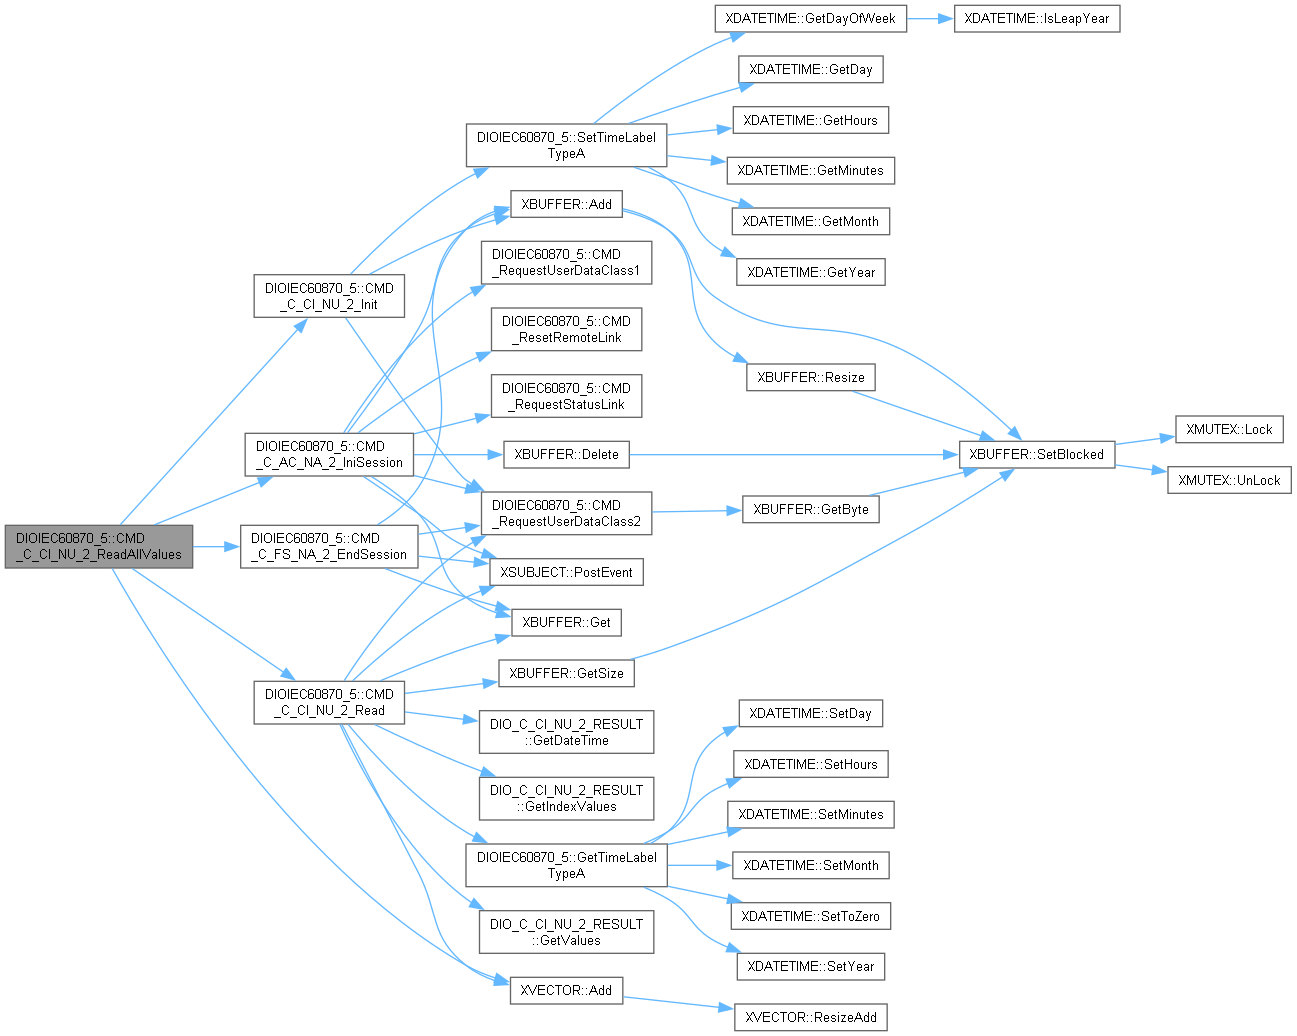 XDATETIME::GetDayOfWeek
XDATETIME::IsLeapYear
XDATETIME::GetDay
XDATETIME::GetHours
DIOIEC60870_5::SetTimeLabel
TypeA
XDATETIME::GetMinutes
XBUFFER::Add
XDATETIME::GetMonth
DIOIEC60870_5::CMD
_RequestUserDataClass1
XDATETIME::GetYear
DIOIEC60870_5::CMD
_C_CI_NU_2_Init
DIOIEC60870_5::CMD
_ResetRemoteLink
XBUFFER::Resize
DIOIEC60870_5::CMD
_RequestStatusLink
XMUTEX::Lock
DIOIEC60870_5::CMD
_C_AC_NA_2_IniSession
XBUFFER::Delete
XBUFFER::SetBlocked
XMUTEX::UnLock
DIOIEC60870_5::CMD
_RequestUserDataClass2
XBUFFER::GetByte
DIOIEC60870_5::CMD
_C_CI_NU_2_ReadAllValues
DIOIEC60870_5::CMD
_C_FS_NA_2_EndSession
XSUBJECT::PostEvent
XBUFFER::Get
XBUFFER::GetSize
DIOIEC60870_5::CMD
_C_CI_NU_2_Read
XDATETIME::SetDay
DIO_C_CI_NU_2_RESULT
::GetDateTime
XDATETIME::SetHours
DIO_C_CI_NU_2_RESULT
::GetIndexValues
XDATETIME::SetMinutes
DIOIEC60870_5::GetTimeLabel
TypeA
XDATETIME::SetMonth
XDATETIME::SetToZero
DIO_C_CI_NU_2_RESULT
::GetValues
XDATETIME::SetYear
XVECTOR::Add
XVECTOR::ResizeAdd